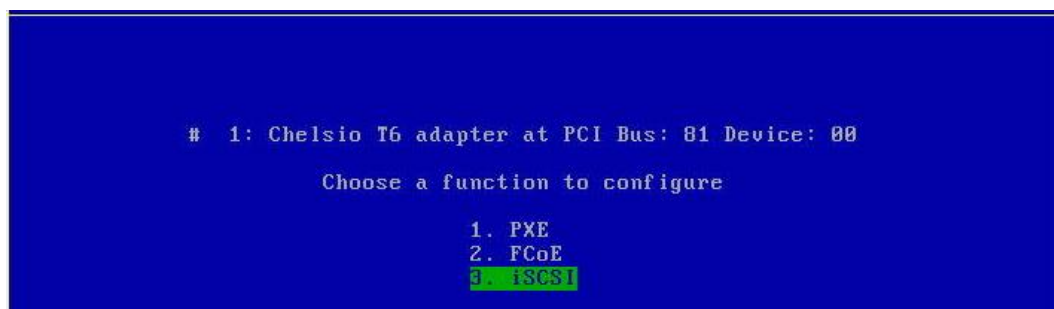 # 1: Chelsio T6 adapter at PCI Bus: 81 Device: 00
Choose a function to configure
1. PXE
2. FCoE
3. iSCSI